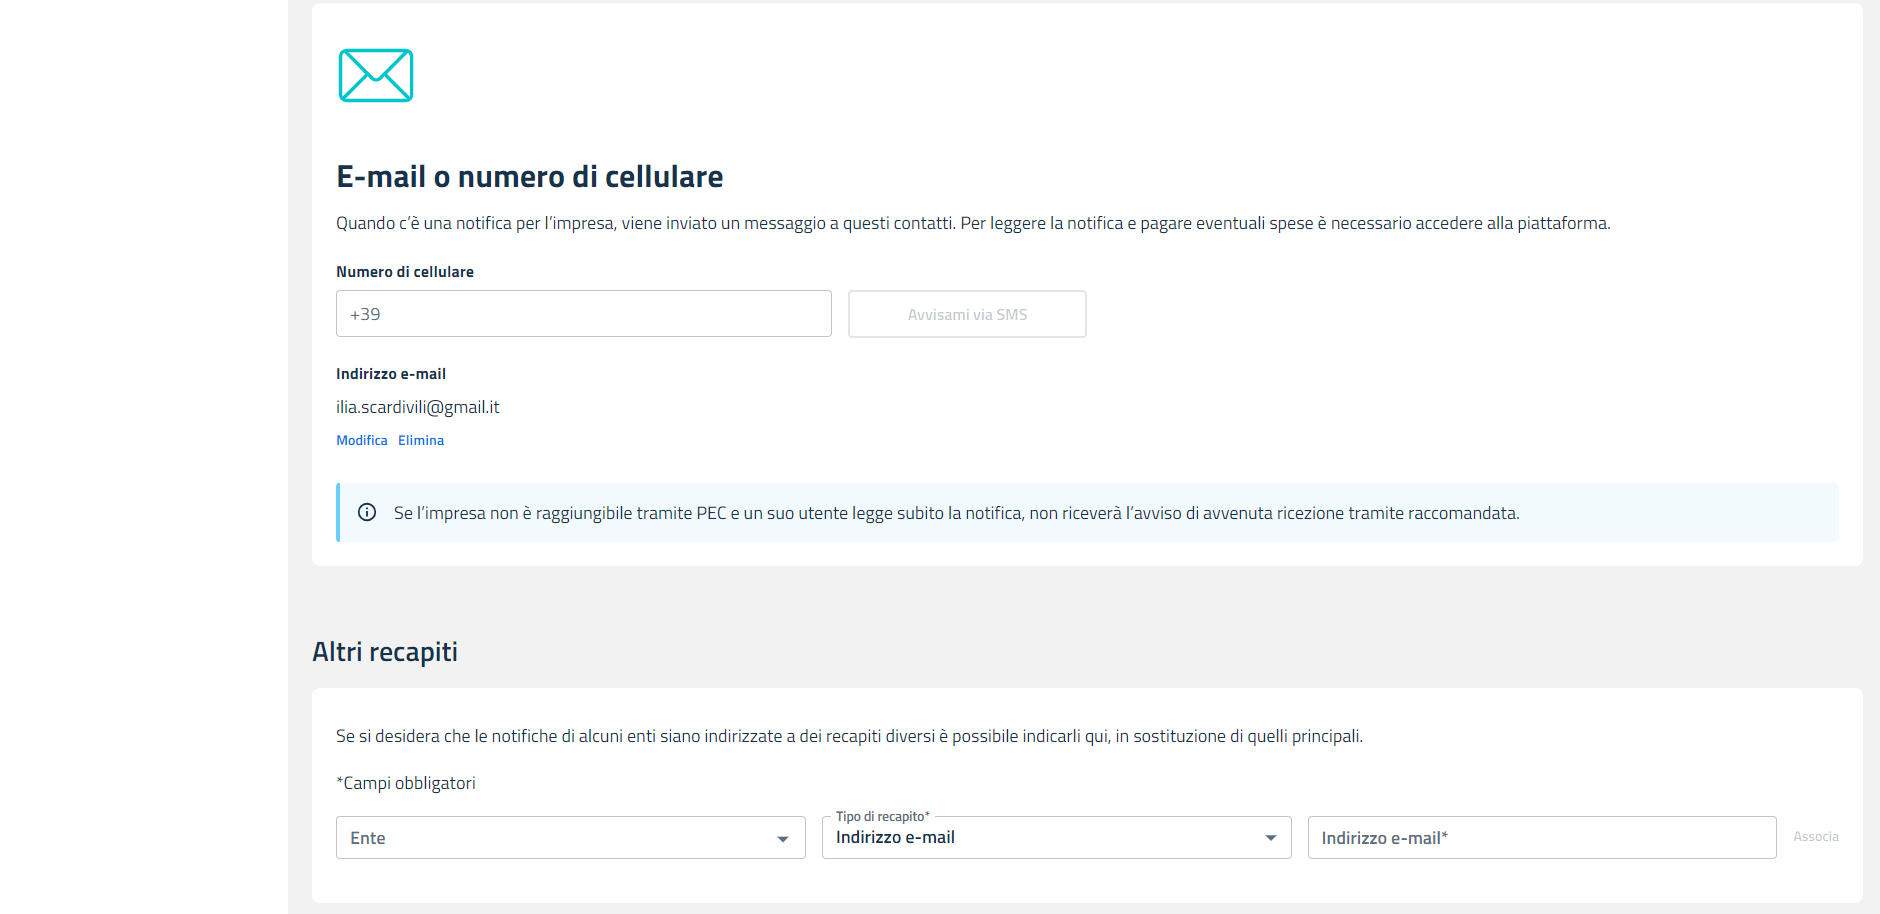 E-mail o numero di cellulare
Quando c’è una notifica per l’impresa, viene inviato un messaggio a questi contatti. Per leggere la notifica e pagare eventuali spese è necessario accedere alla piattaforma.
Numero di cellulare
+39
Avvisami via SMS
Indirizzo e-mail
ilia.scardivili@gmail.it
Modifica Elimina
Se l’impresa non è raggiungibile tramite PEC e un suo utente legge subito la notifica, non riceverà l’avviso di avvenuta ricezione tramite raccomandata.
Altri recapiti
Se si desidera che le notifiche di alcuni enti siano indirizzate a dei recapiti diversi è possibile indicarli qui, in sostituzione di quelli principali.
*Campi obbligatori
Ente
Tipo di recapito*
Indirizzo e-mail
Indirizzo e-mail*
Associa